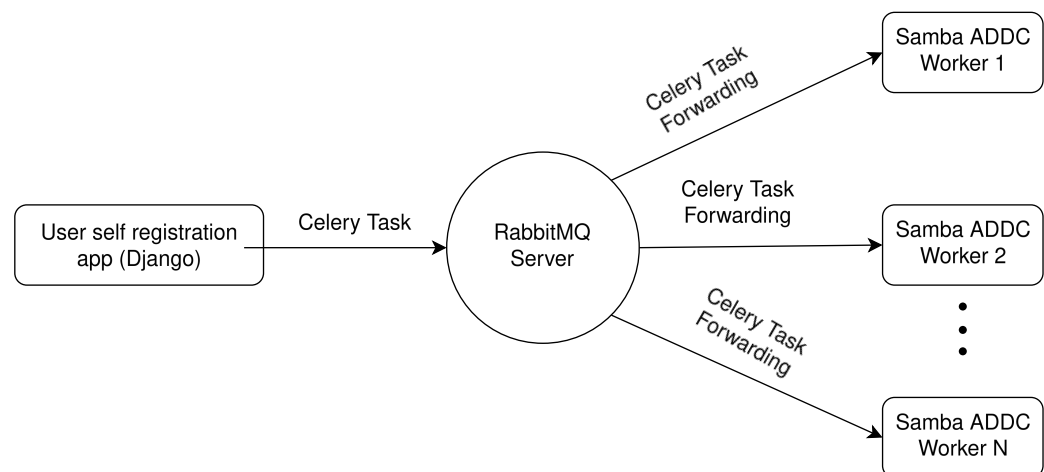 User self registration
app (Django)
Celery Task
RabbitMQ
Server
Celery Task
Forwarding
Samba ADDC
Worker 1
Celery Task
Forwarding
Samba ADDC
Worker 2
Celery Task
Forwarding
Samba ADDC
Worker N